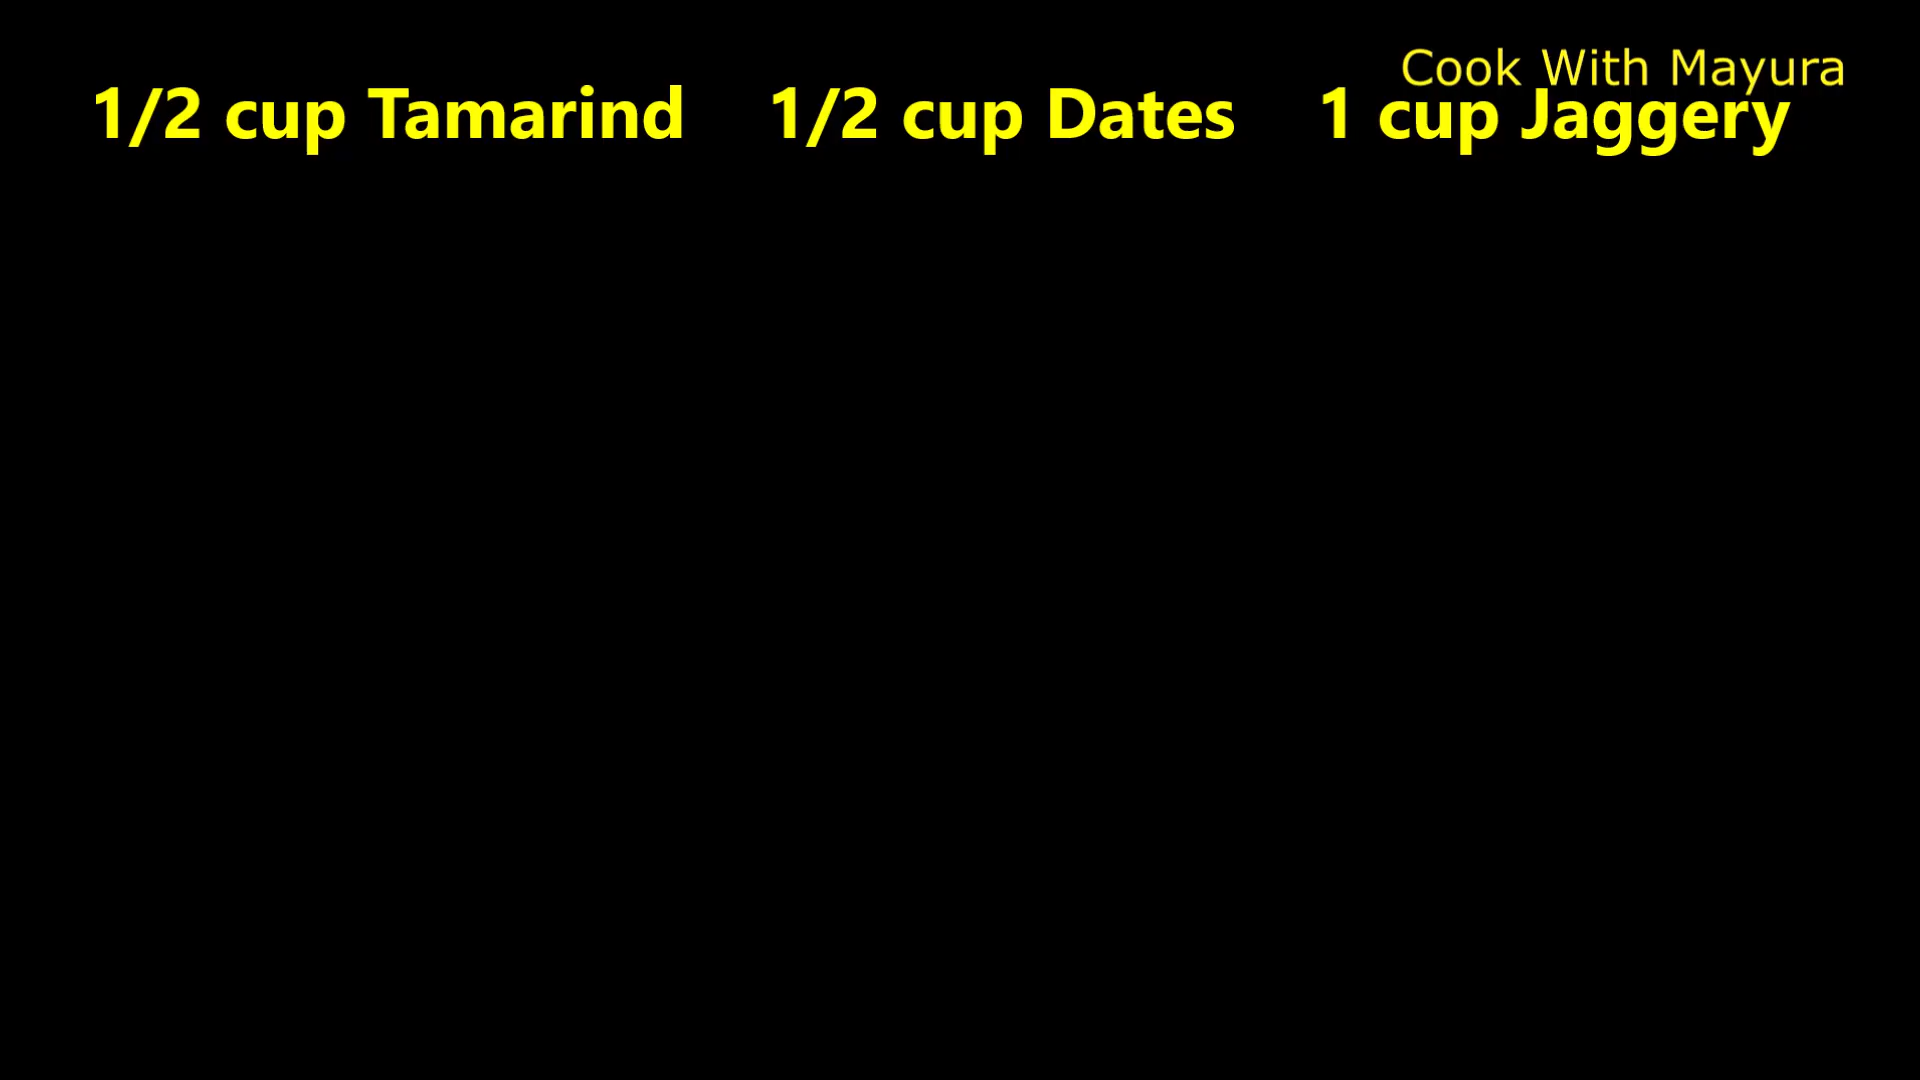 Cook With Mayura
1/2 cup Tamarind 1/2 cup Dates 1 cup Jaggery